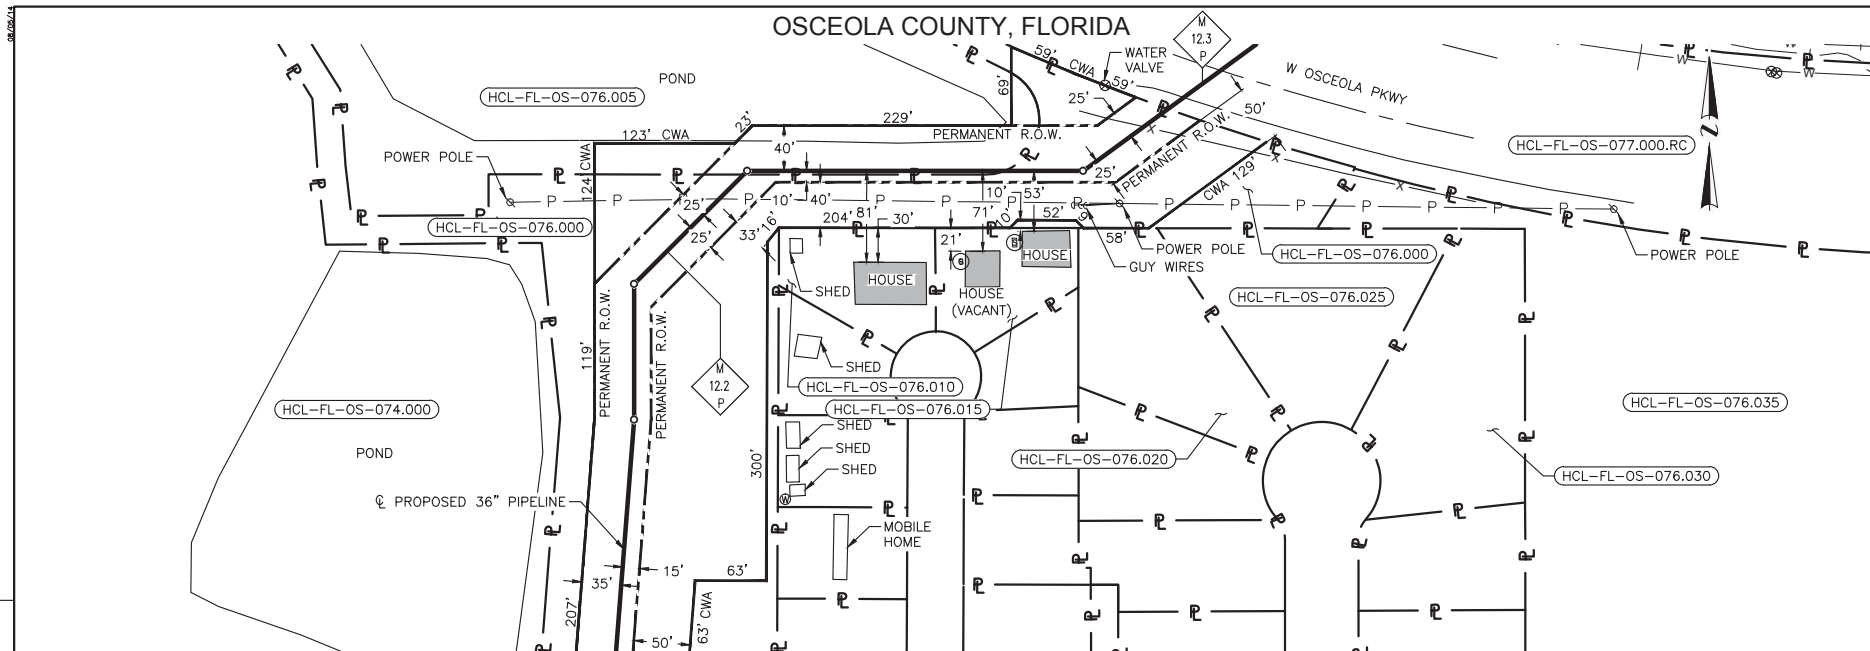 08/05/14
OSCEOLA COUNTY, FLORIDA
M
12.3
P
POND
HCL-FL-OS-076.005
59'
CWA
59'
WATER
VALVE
69'
25'
W OSCEOLA PKWY
50'
HCL-FL-OS-077.000.RC
23'
229'
PERMANENT R.O.W.
123' CWA
40'
POWER POLE
124' CWA
25'
PERMANENT R.O.W.
CWA 129'
25'
10'
40'
10'
53'
P P P P P P P P P P P P P P
HCL-FL-OS-076.000
25'
33'
16'
204'
81'
30'
71'
10'
52'
9'
58'
21'
POWER POLE
GUY WIRES
HCL-FL-OS-076.000
POWER POLE
SHED
HOUSE
HOUSE
(VACANT)
HOUSE
HCL-FL-OS-076.025
PERMANENT R.O.W.
PERMANENT R.O.W.
119'
M
12.2
P
SHED
HCL-FL-OS-076.010
HCL-FL-OS-076.015
HCL-FL-OS-074.000
HCL-FL-OS-076.035
POND
SHED
SHED
SHED
300'
W
HCL-FL-OS-076.020
HCL-FL-OS-076.030
℄ PROPOSED 36" PIPELINE
MOBILE
HOME
35'
15'
63'
207'
50'
63' CWA